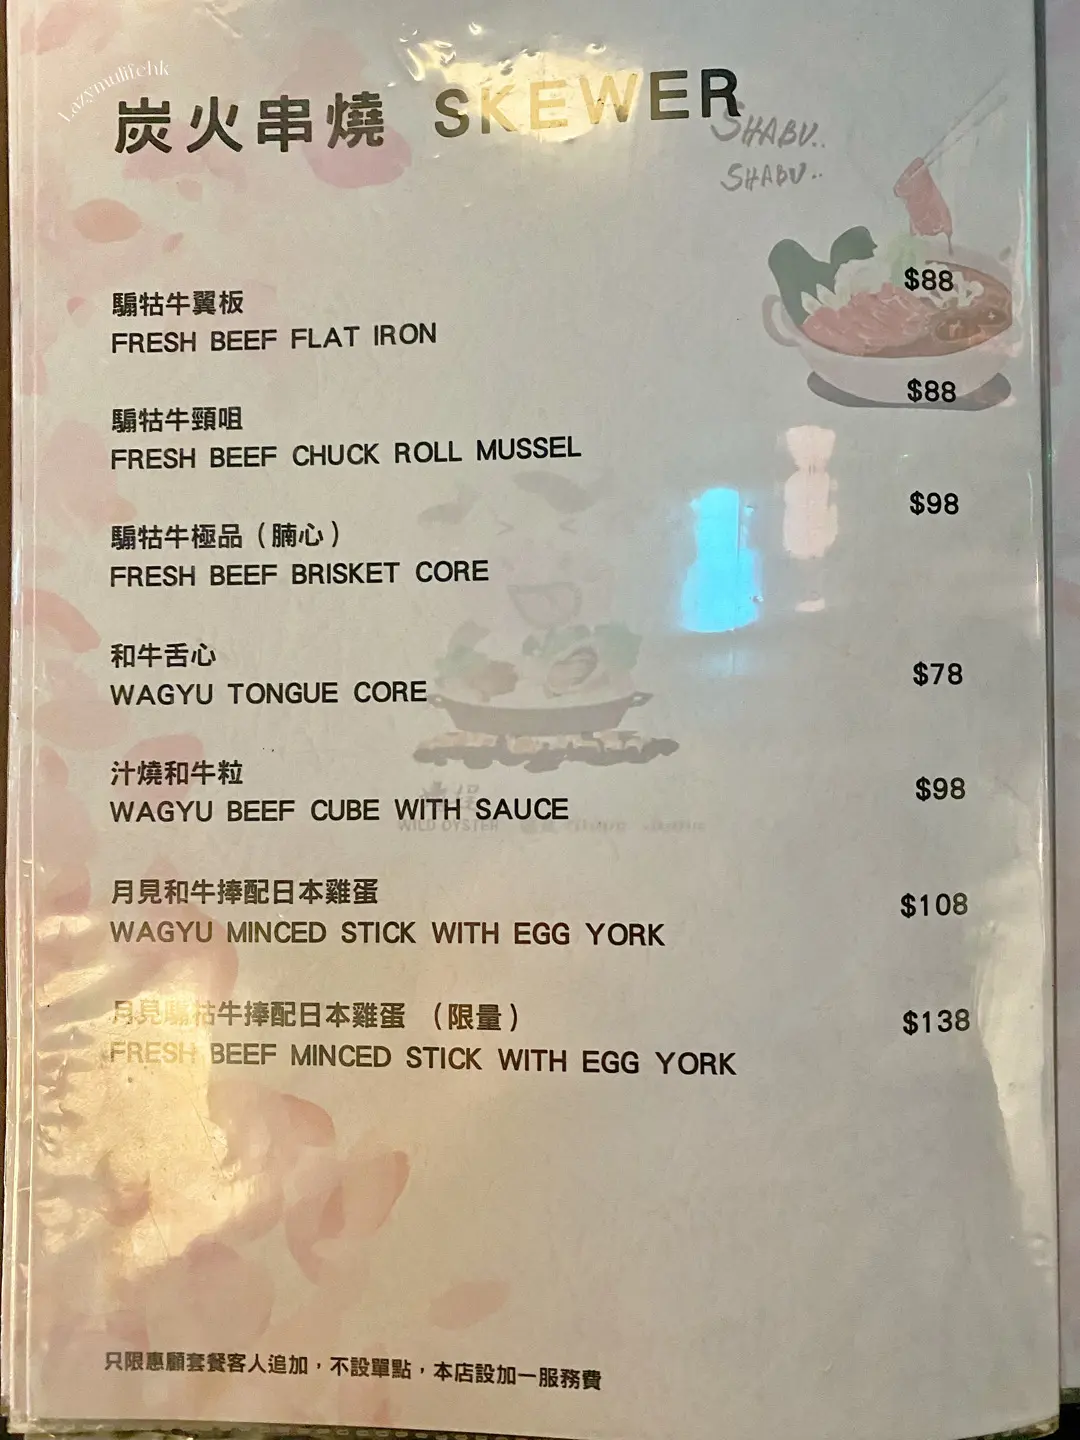 Lazymulifehk
炭火串燒 SKEWER
SHABU..
SHABU..
騸牯牛翼板
$88
FRESH BEEF FLAT IRON
騸牯牛頸咀
$88
FRESH BEEF CHUCK ROLL MUSSEL
騸牯牛極品（腩心）
$98
FRESH BEEF BRISKET CORE
和牛舌心
$78
WAGYU TONGUE CORE
汁燒和牛粒
$98
WAGYU BEEF CUBE WITH SAUCE
WILD OYSTER
月見和牛捧配日本雞蛋
$108
WAGYU MINCED STICK WITH EGG YORK
月見騸牯牛捧配日本雞蛋 （限量）
$138
FRESH BEEF MINCED STICK WITH EGG YORK
只限惠顧套餐客人追加，不設單點，本店設加一服務費